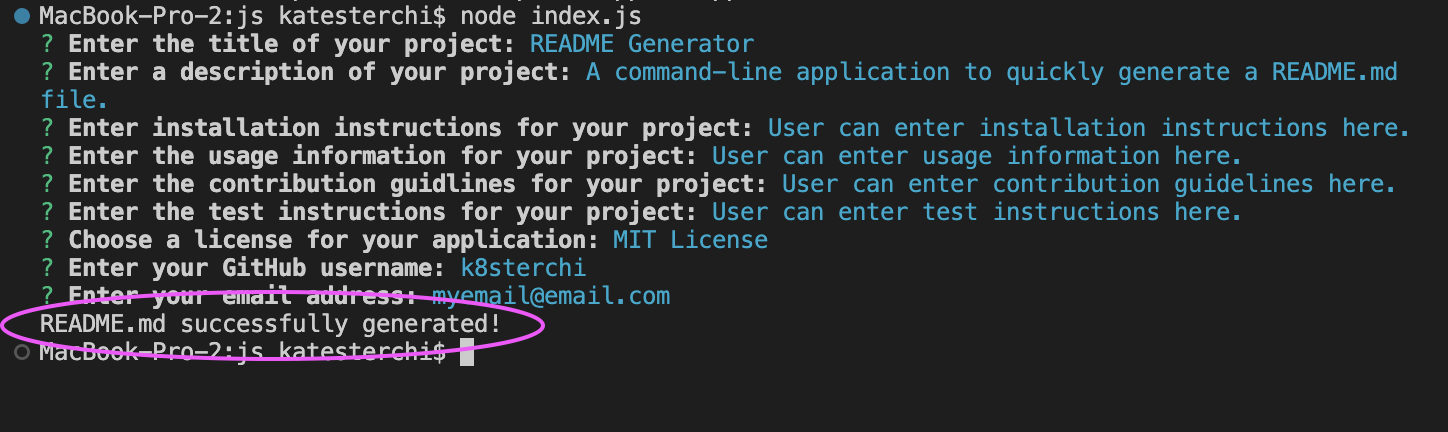 MacBook-Pro-2:js katesterchi$ node index.js
? Enter the title of your project: README Generator
? Enter a description of your project: A command-line application to quickly generate a README.md
file.
? Enter installation instructions for your project: User can enter installation instructions here.
? Enter the usage information for your project: User can enter usage information here.
? Enter the contribution guidlines for your project: User can enter contribution guidelines here.
? Enter the test instructions for your project: User can enter test instructions here.
? Choose a license for your application: MIT License
? Enter your GitHub username: k8sterchi
? Enter your email address: myemail@email.com
README.md successfully generated!
MacBook-Pro-2:js katesterchi$